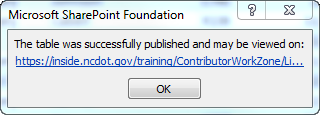 Microsoft SharePoint Foundation
?
The table was successfully published and may be viewed on:
https://inside.ncdot.gov/training/ContributorWorkZone/Li...
OK